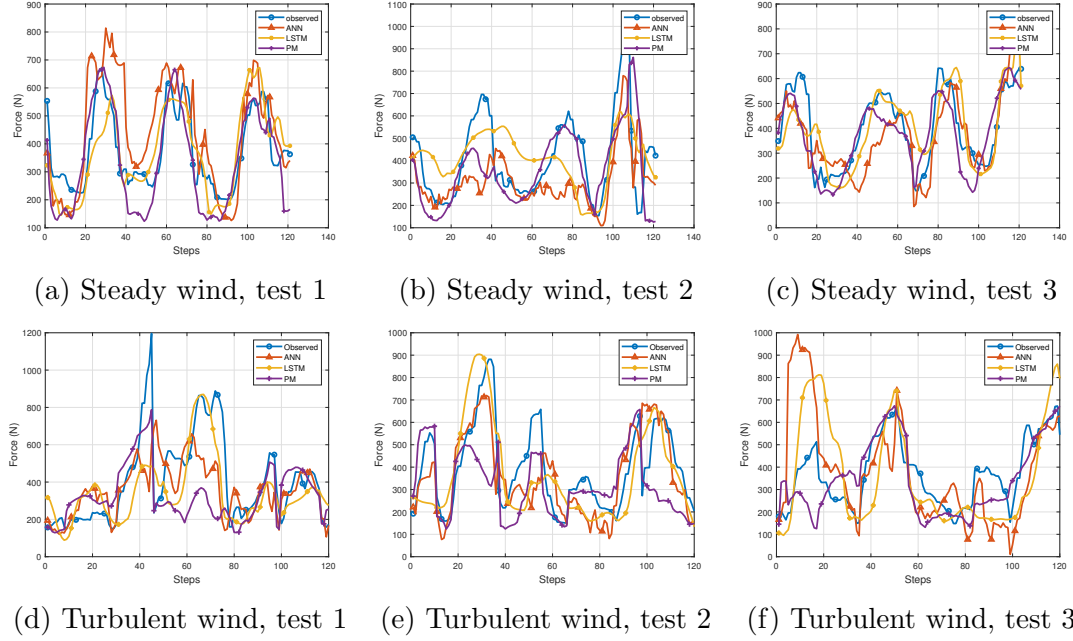 900
800
700
600
500
400
300
200
100
0 20 40 60 80 100 120 140
Steps
Force (N)
observed
ANN
LSTM
PM
(a) Steady wind, test 1
1100
1000
900
800
700
600
500
400
300
200
100
0 20 40 60 80 100 120 140
Steps
Force (N)
observed
ANN
LSTM
PM
(b) Steady wind, test 2
800
700
600
500
400
300
200
100
0
0 20 40 60 80 100 120 140
Steps
Force (N)
observed
ANN
LSTM
PM
(c) Steady wind, test 3
1200
1000
800
600
400
200
0
0 20 40 60 80 100 120
Steps
Force (N)
Observed
ANN
LSTM
PM
(d) Turbulent wind, test 1
1000
900
800
700
600
500
400
300
200
100
0
0 20 40 60 80 100 120
Steps
Force (N)
Observed
ANN
LSTM
PM
(e) Turbulent wind, test 2
1000
900
800
700
600
500
400
300
200
100
0
0 20 40 60 80 100 120
Steps
Force (N)
Observed
ANN
LSTM
PM
(f) Turbulent wind, test 3